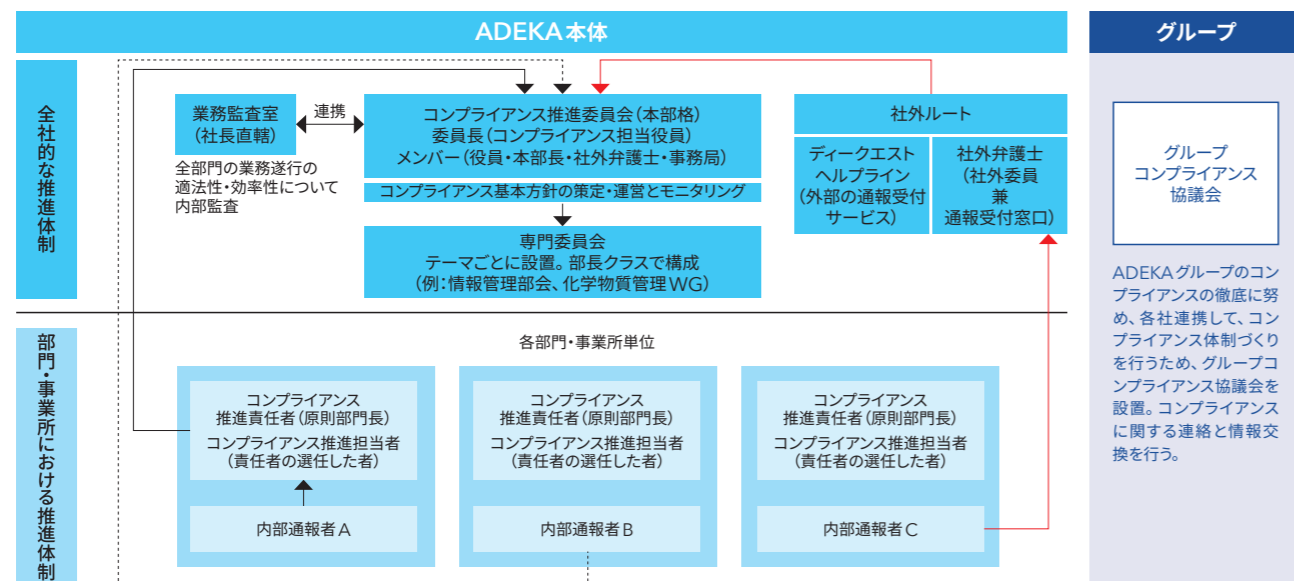 ADEKA本体
グループ
全社的な推進体制
業務監査室
(社長直轄)
連携
全部門の業務遂行の
適法性・効率性について
内部監査
コンプライアンス推進委員会(本部格)
委員長(コンプライアンス担当役員)
メンバー(役員・本部長・社外弁護士・事務局)
コンプライアンス基本方針の策定・運営とモニタリング
専門委員会
テーマごとに設置。部長クラスで構成
(例:情報管理部会、化学物質管理WG)
社外ルート
ディークエスト
ヘルプライン
(外部の通報受付
サービス)
社外弁護士
(社外委員
兼
通報受付窓口)
グループ
コンプライアンス
協議会
ADEKAグループのコン
プライアンスの徹底に努
め、各社連携して、コン
プライアンス体制づくり
を行うため、グループコ
ンプライアンス協議会を
設置。コンプライアンス
に関する連絡と情報交
換を行う。
部門・事業所における推進体制
各部門・事業所単位
コンプライアンス
推進責任者(原則部門長)
コンプライアンス推進担当者
(責任者の選任した者)
内部通報者A
コンプライアンス
推進責任者(原則部門長)
コンプライアンス推進担当者
(責任者の選任した者)
内部通報者B
コンプライアンス
推進責任者(原則部門長)
コンプライアンス推進担当者
(責任者の選任した者)
内部通報者C